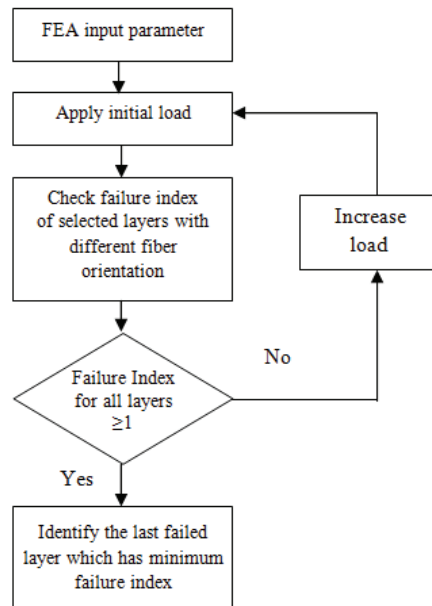 FEA input parameter
Apply initial load
Check failure index
of selected layers with
different fiber
orientation
Increase
load
No
Failure Index
for all layers
≥1
Yes
Identify the last failed
layer which has minimum
failure index